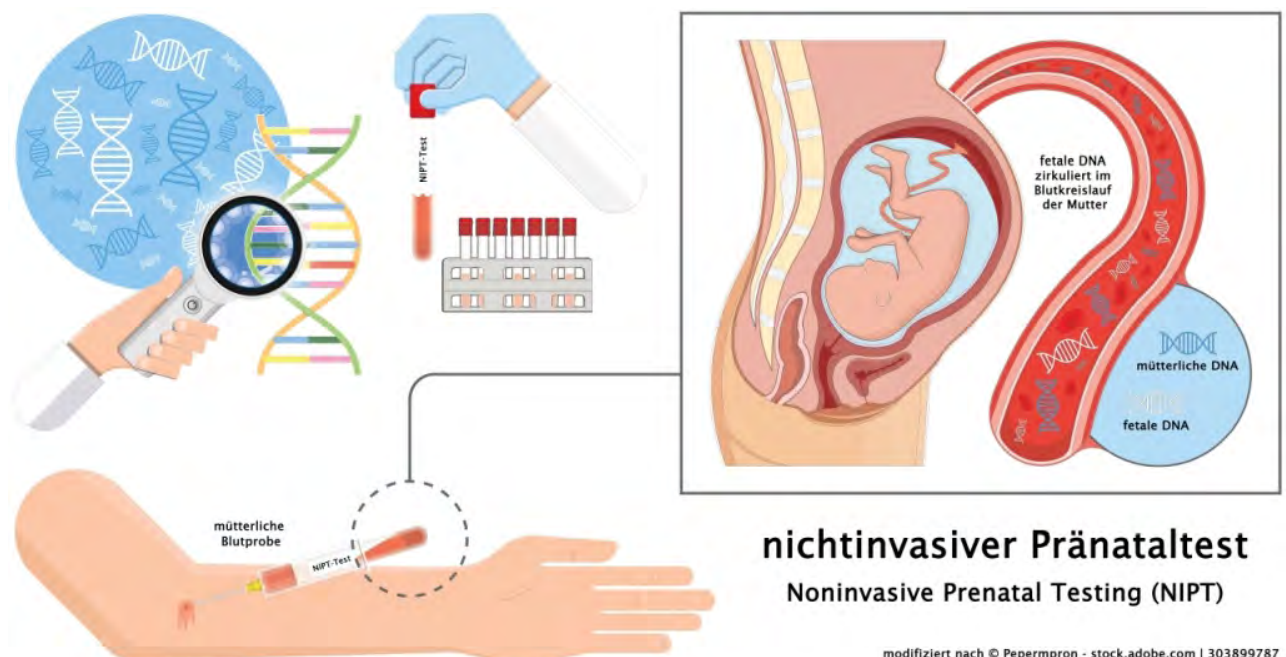 NIPT-Test
fetale DNA
zirkuliert im
Blutkreislauf
der Mutter
mütterliche DNA
fetale DNA
mütterliche
Blutprobe
NIPT-Test
nichtinvasiver Pränataltest
Noninvasive Prenatal Testing (NIPT)
modifiziert nach © Pepermpron - stock.adobe.com | 303899787